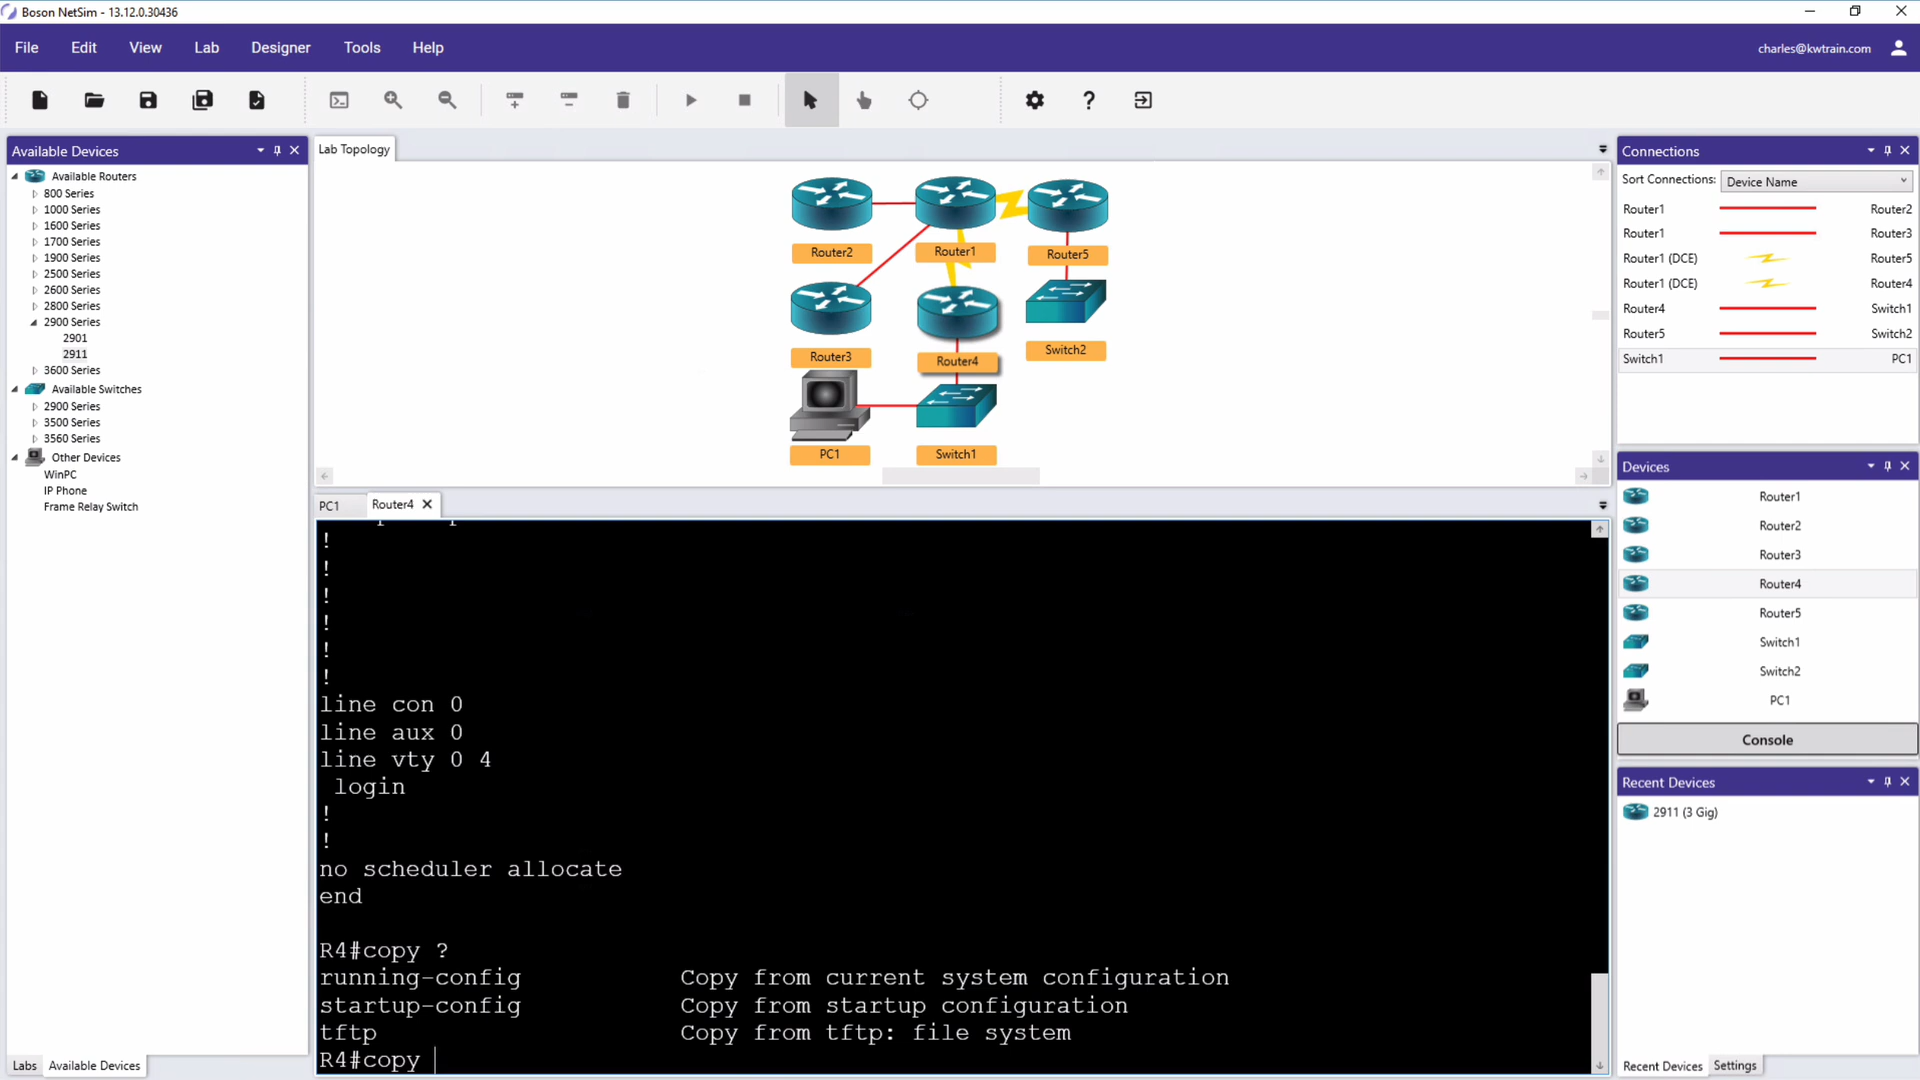 Boson NetSim - 13.12.0.30436
File Edit View Lab Designer Tools Help charles@kwtrain.com
Available Devices
Available Routers
800 Series
1000 Series
1600 Series
1700 Series
1900 Series
2500 Series
2600 Series
2800 Series
2900 Series
2901
2911
3600 Series
Available Switches
2900 Series
3500 Series
3560 Series
Other Devices
WinPC
IP Phone
Frame Relay Switch
Labs Available Devices
Lab Topology
Router2 Router1 Router5
Router3 Router4 Switch2
PC1 Switch1
PC1 Router4
!
!
!
!
!
!
line con 0
line aux 0
line vty 0 4
login
!
!
no scheduler allocate
end
R4#copy ?
running-config Copy from current system configuration
startup-config Copy from startup configuration
tftp Copy from tftp: file system
R4#copy
Connections
Sort Connections: Device Name
Router1 Router2
Router1 Router3
Router1 (DCE) Router5
Router1 (DCE) Router4
Router4 Switch1
Router5 Switch2
Switch1 PC1
Devices
Router1
Router2
Router3
Router4
Router5
Switch1
Switch2
PC1
Console
Recent Devices
2911 (3 Gig)
Recent Devices Settings